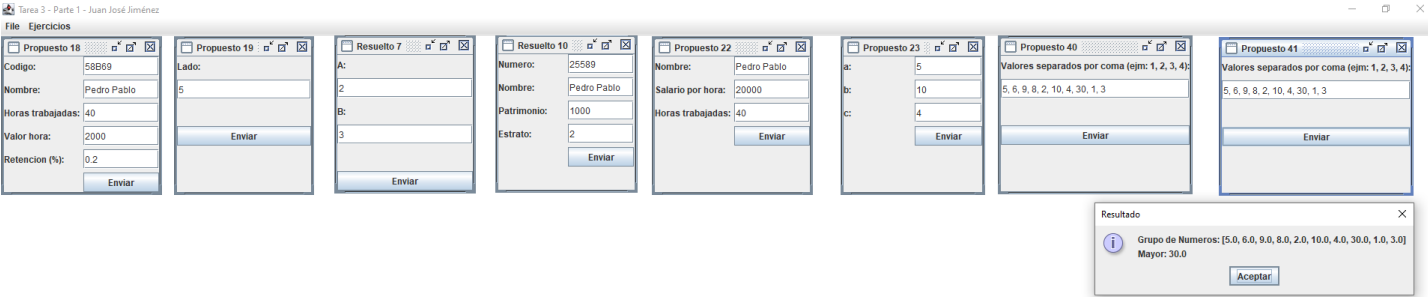 Tarea 3 - Parte 1 - Juan José Jiménez
File Ejercicios
Propuesto 18
Codigo: 58B69
Nombre: Pedro Pablo
Horas trabajadas: 40
Valor hora: 2000
Retencion (%): 0.2
Enviar
Propuesto 19
Lado:
5
Enviar
Resuelto 7
A:
2
B:
3
Enviar
Resuelto 10
Numero: 25589
Nombre: Pedro Pablo
Patrimonio: 1000
Estrato: 2
Enviar
Propuesto 22
Nombre: Pedro Pablo
Salario por hora: 20000
Horas trabajadas: 40
Enviar
Propuesto 23
a: 5
b: 10
c: 4
Enviar
Propuesto 40
Valores separados por coma (ejm: 1, 2, 3, 4):
5, 6, 9, 8, 2, 10, 4, 30, 1, 3
Enviar
Propuesto 41
Valores separados por coma (ejm: 1, 2, 3, 4):
5, 6, 9, 8, 2, 10, 4, 30, 1, 3
Enviar
Resultado
Grupo de Numeros: [5.0, 6.0, 9.0, 8.0, 2.0, 10.0, 4.0, 30.0, 1.0, 3.0]
Mayor: 30.0
Aceptar